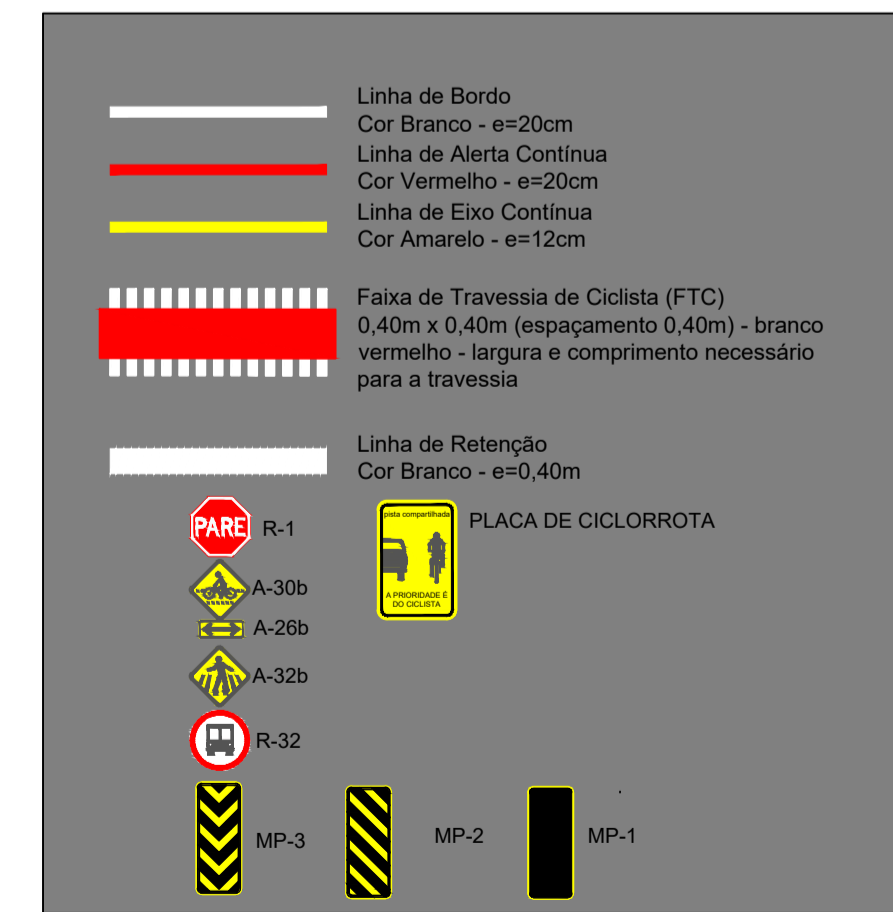 Linha de Bordo
Cor Branco - e=20cm
Linha de Alerta Contínua
Cor Vermelho - e=20cm
Linha de Eixo Contínua
Cor Amarelo - e=12cm
Faixa de Travessia de Ciclista (FTC)
0,40m x 0,40m (espaçamento 0,40m) - branco
vermelho - largura e comprimento necessário
para a travessia
Linha de Retenção
Cor Branco - e=0,40m
PARE
R-1
pista compartilhada
A PRIORIDADE É
DO CICLISTA
PLACA DE CICLORROTA
A-30b
A-26b
A-32b
R-32
MP-3
MP-2
MP-1